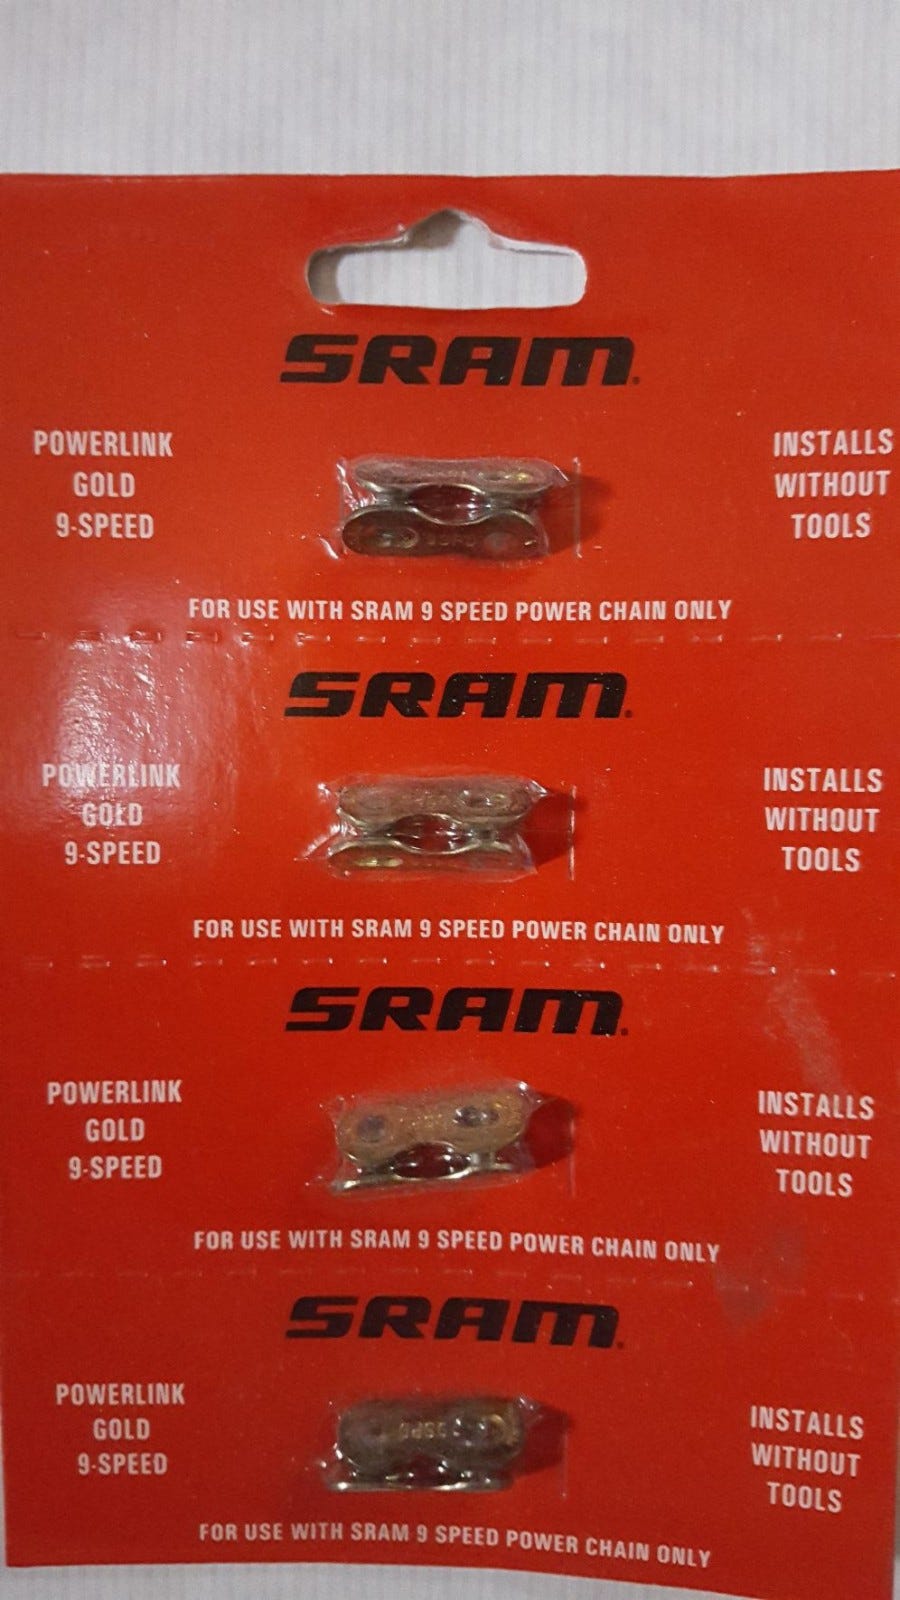 SRAM.
POWERLINK
GOLD
9-SPEED
INSTALLS
WITHOUT
TOOLS
FOR USE WITH SRAM 9 SPEED POWER CHAIN ONLY
SRAM.
POWERLINK
GOLD
9-SPEED
INSTALLS
WITHOUT
TOOLS
FOR USE WITH SRAM 9 SPEED POWER CHAIN ONLY
SRAM.
POWERLINK
GOLD
9-SPEED
INSTALLS
WITHOUT
TOOLS
FOR USE WITH SRAM 9 SPEED POWER CHAIN ONLY
SRAM.
POWERLINK
GOLD
9-SPEED
INSTALLS
WITHOUT
TOOLS
FOR USE WITH SRAM 9 SPEED POWER CHAIN ONLY